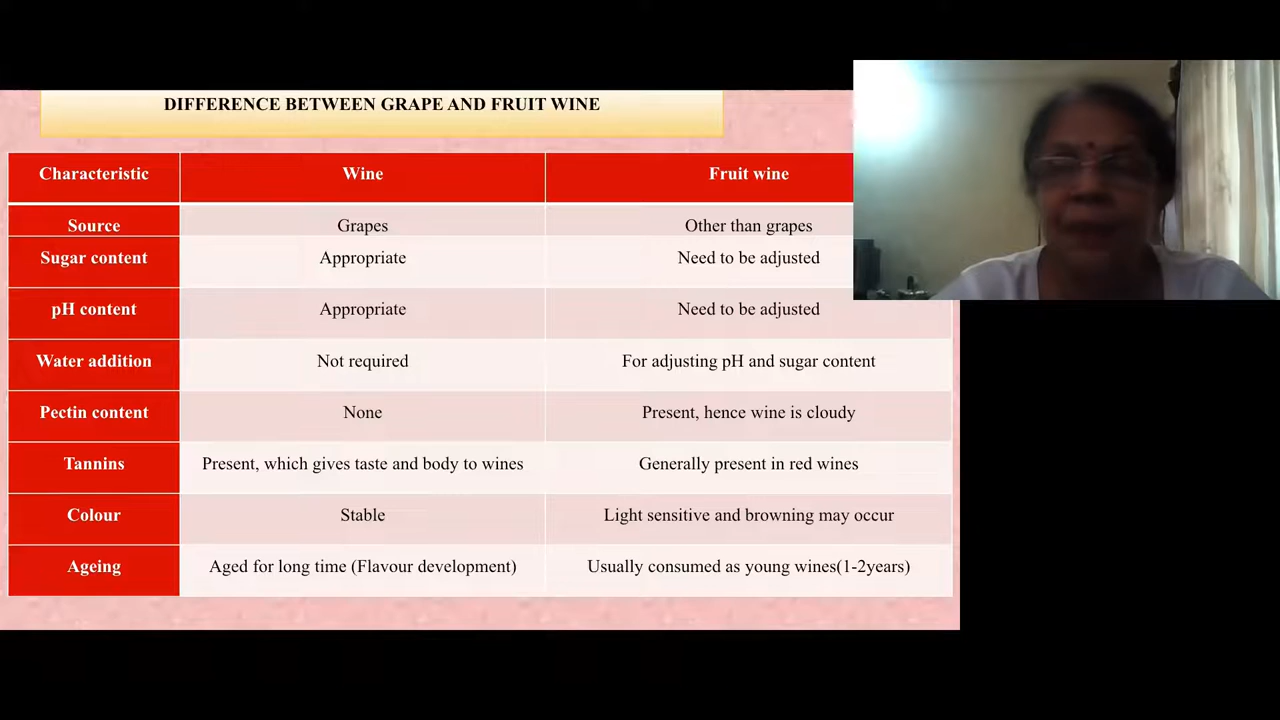 DIFFERENCE BETWEEN GRAPE AND FRUIT WINE
Characteristic Wine Fruit wine
Source Grapes Other than grapes
Sugar content Appropriate Need to be adjusted
pH content Appropriate Need to be adjusted
Water addition Not required For adjusting pH and sugar content
Pectin content None Present, hence wine is cloudy
Tannins Present, which gives taste and body to wines Generally present in red wines
Colour Stable Light sensitive and browning may occur
Ageing Aged for long time (Flavour development) Usually consumed as young wines(1-2years)